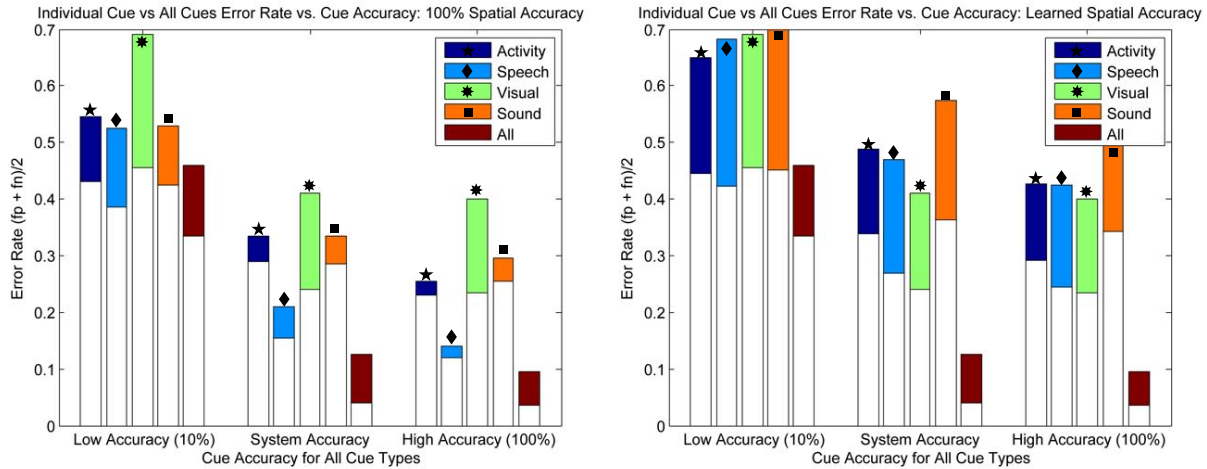 Individual Cue vs All Cues Error Rate vs. Cue Accuracy: 100% Spatial Accuracy
0.7
0.6
0.5
0.4
0.3
0.2
0.1
0
Error Rate (fp + fn)/2
Activity
Speech
Visual
Sound
All
Low Accuracy (10%) System Accuracy High Accuracy (100%)
Cue Accuracy for All Cue Types
Individual Cue vs All Cues Error Rate vs. Cue Accuracy: Learned Spatial Accuracy
0.7
0.6
0.5
0.4
0.3
0.2
0.1
0
Error Rate (fp + fn)/2
Activity
Speech
Visual
Sound
All
Low Accuracy (10%) System Accuracy High Accuracy (100%)
Cue Accuracy for All Cue Types